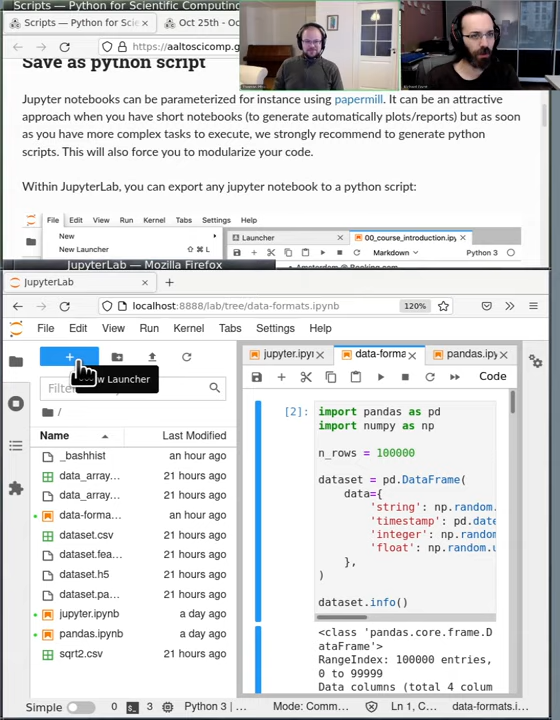 Scripts — Python for Scientific Computing
Scripts — Python for S
Oct 25th - Oc
https://aaltoscicomp.g
Save as python script
Jupyter notebooks can be parameterized for instance using papermill. It can be an attractive
approach when you have short notebooks (to generate automatically plots/reports) but as soon
as you have more complex tasks to execute, we strongly recommend to generate python
scripts. This will also force you to modularize your code.
Within JupyterLab, you can export any jupyter notebook to a python script:
File Edit View Run Kernel Tabs Settings Help
New
New Launcher ⇧ ⌘ L
Launcher
00_course_introduction.ipy
Markdown
Python 3
JupyterLab — Mozilla Firefox
JupyterLab
localhost:8888/lab/tree/data-formats.ipynb
120%
File Edit View Run Kernel Tabs Settings Help
w Launcher
Filte
/
Name Last Modified
_bashhist an hour ago
data_array… 21 hours ago
data_array… 21 hours ago
data-forma… an hour ago
dataset.csv 21 hours ago
dataset.fea… 21 hours ago
dataset.h5 21 hours ago
dataset.pa… 21 hours ago
jupyter.ipynb a day ago
pandas.ipynb a day ago
sqrt2.csv 21 hours ago
jupyter.ipyı
data-forma
pandas.ipy
Code
[2]:
import pandas as pd
import numpy as np
n_rows = 100000
dataset = pd.DataFrame(
data={
'string': np.random.
'timestamp': pd.date
'integer': np.random
'float': np.random.u
},
)
dataset.info()
<class 'pandas.core.frame.D
ataFrame'>
RangeIndex: 100000 entries,
0 to 99999
Data columns (total 4 colum
Simple 0 3 Python 3 | Mode: Comm… Ln 1, C… data-formats.i…